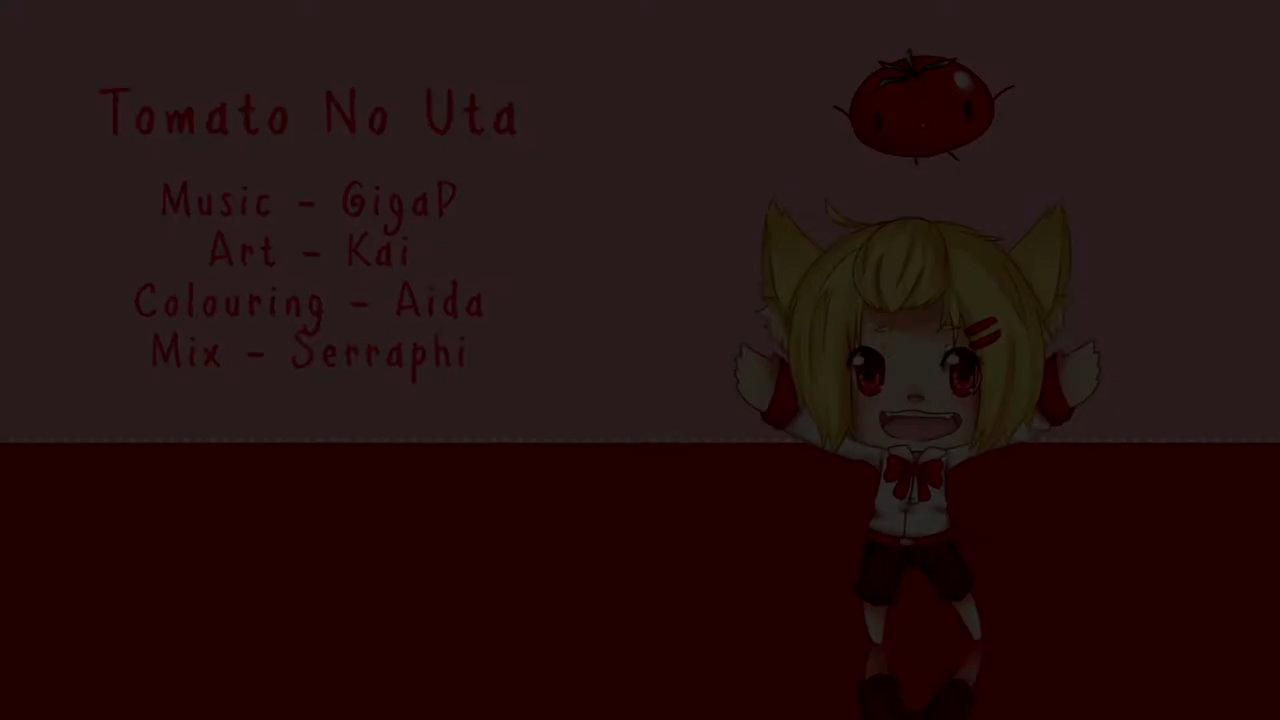 Tomato No Uta
Music - GigaP
Art - Kai
Colouring - Aida
Mix - Serraphi